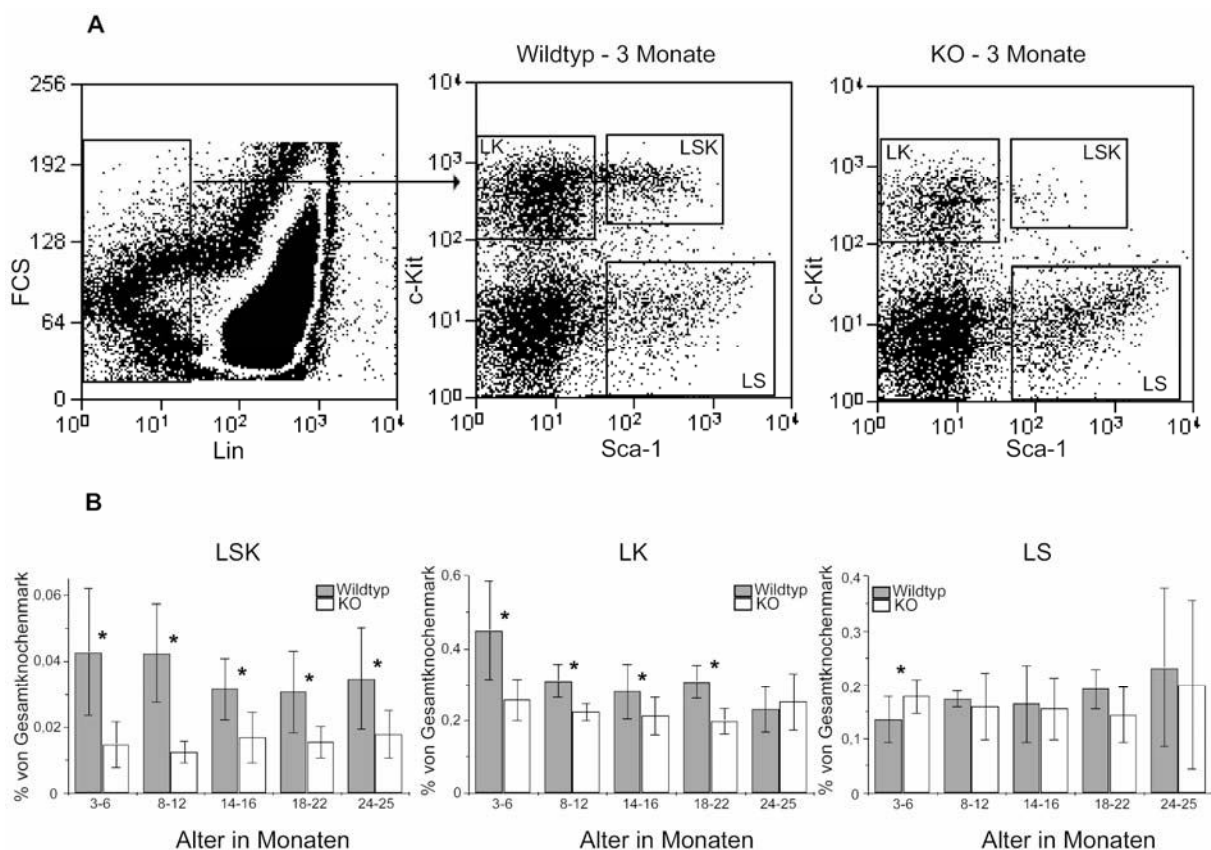 A
Wildtyp - 3 Monate
KO - 3 Monate
256
192
128
64
0
FCS
10⁰
10¹
10²
10³
10⁴
Lin
10⁴
10³
10²
10¹
10⁰
c-Kit
LK
LSK
LS
10⁰
10¹
10²
10³
10⁴
Sca-1
10⁴
10³
10²
10¹
10⁰
c-Kit
LK
LSK
LS
10⁰
10¹
10²
10³
10⁴
Sca-1
B
LSK
% von Gesamtknochenmark
0,06
0,04
0,02
0
Wildtyp
KO
*
*
*
*
*
3-6
8-12
14-16
18-22
24-25
Alter in Monaten
LK
% von Gesamtknochenmark
0,6
0,4
0,2
0
Wildtyp
KO
*
*
*
*
3-6
8-12
14-16
18-22
24-25
Alter in Monaten
LS
% von Gesamtknochenmark
0,4
0,3
0,2
0,1
0
Wildtyp
KO
*
3-6
8-12
14-16
18-22
24-25
Alter in Monaten